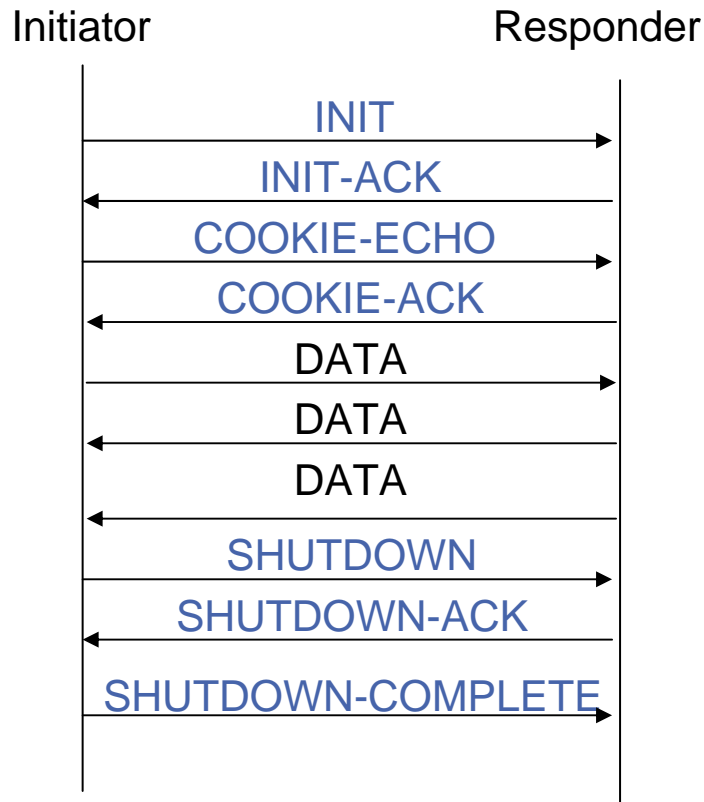 Initiator Responder
INIT
INIT-ACK
COOKIE-ECHO
COOKIE-ACK
DATA
DATA
DATA
SHUTDOWN
SHUTDOWN-ACK
SHUTDOWN-COMPLETE